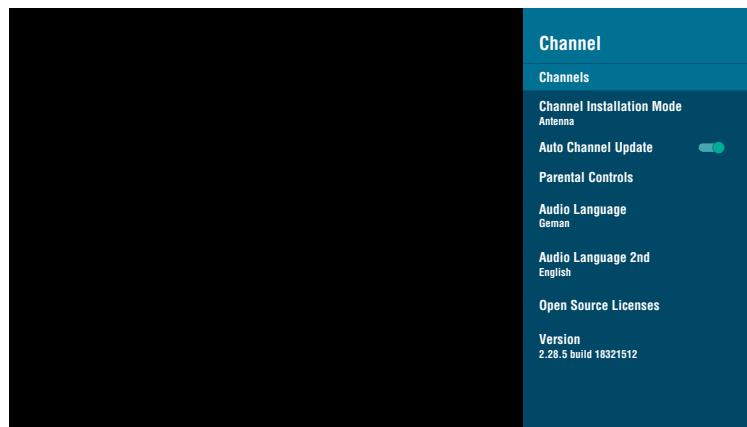 Channel
Channels
Channel Installation Mode
Antenna
Auto Channel Update
Parental Controls
Audio Language
Geman
Audio Language 2nd
English
Open Source Licenses
Version
2.28.5 build 18321512